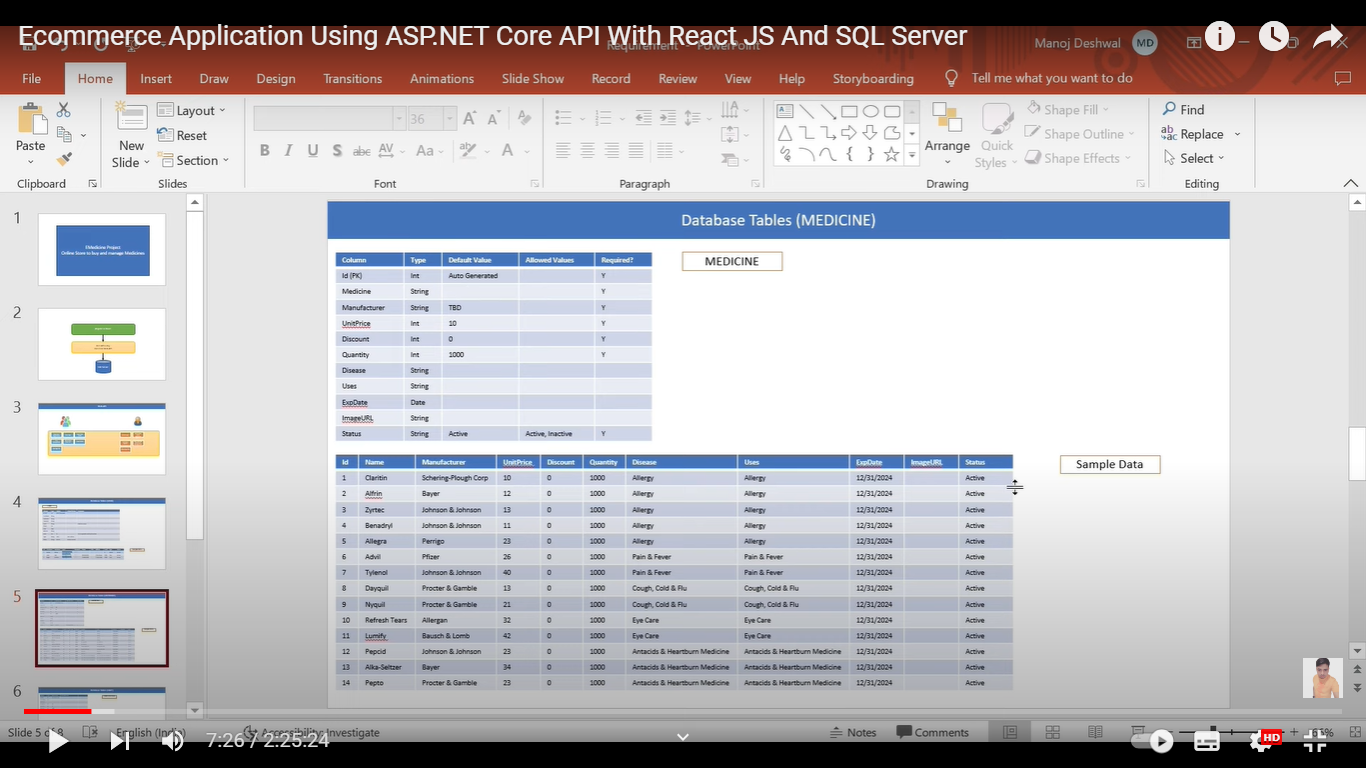 Ecommerce Application Using ASP.NET Core API With React JS And SQL Server
Manoj Deshwal MD
File Home Insert Draw Design Transitions Animations Slide Show Record Review View Help Storyboarding Tell me what you want to do
Paste
Clipboard
New
Slide
Layout
Reset
Section
Slides
36
B I U S abc AV Aa A
Font
Paragraph
Arrange
Quick
Styles
Shape Fill
Shape Outline
Shape Effects
Drawing
Find
Replace
Select
Editing
1
2
3
4
5
6
Database Tables (MEDICINE)
MEDICINE
Column Type Default Value Allowed Values Required?
Id (PK) Int Auto Generated Y
Medicine String Y
Manufacturer String TBD Y
UnitPrice Int 10 Y
Discount Int 0 Y
Quantity Int 1000 Y
Disease String
Uses String
ExpDate Date
ImageURL String
Status String Active Active, Inactive Y
Sample Data
Id Name Manufacturer UnitPrice Discount Quantity Disease Uses ExpDate ImageURL Status
1 Claritin Schering-Plough Corp 10 0 1000 Allergy Allergy 12/31/2024 Active
2 Alfrin Bayer 12 0 1000 Allergy Allergy 12/31/2024 Active
3 Zyrtec Johnson & Johnson 13 0 1000 Allergy Allergy 12/31/2024 Active
4 Benadryl Johnson & Johnson 11 0 1000 Allergy Allergy 12/31/2024 Active
5 Allegra Perrigo 23 0 1000 Allergy Allergy 12/31/2024 Active
6 Advil Pfizer 26 0 1000 Pain & Fever Pain & Fever 12/31/2024 Active
7 Tylenol Johnson & Johnson 40 0 1000 Pain & Fever Pain & Fever 12/31/2024 Active
8 Dayquil Procter & Gamble 13 0 1000 Cough, Cold & Flu Cough, Cold & Flu 12/31/2024 Active
9 Nyquil Procter & Gamble 21 0 1000 Cough, Cold & Flu Cough, Cold & Flu 12/31/2024 Active
10 Refresh Tears Allergan 32 0 1000 Eye Care Eye Care 12/31/2024 Active
11 Lumify Bausch & Lomb 42 0 1000 Eye Care Eye Care 12/31/2024 Active
12 Pepcid Johnson & Johnson 23 0 1000 Antacids & Heartburn Medicine Antacids & Heartburn Medicine 12/31/2024 Active
13 Alka-Seltzer Bayer 34 0 1000 Antacids & Heartburn Medicine Antacids & Heartburn Medicine 12/31/2024 Active
14 Pepto Procter & Gamble 23 0 1000 Antacids & Heartburn Medicine Antacids & Heartburn Medicine 12/31/2024 Active
Slide 5 of 8 English (India) Accessibility: Investigate Notes Comments
7:26 / 2:25:24 HD